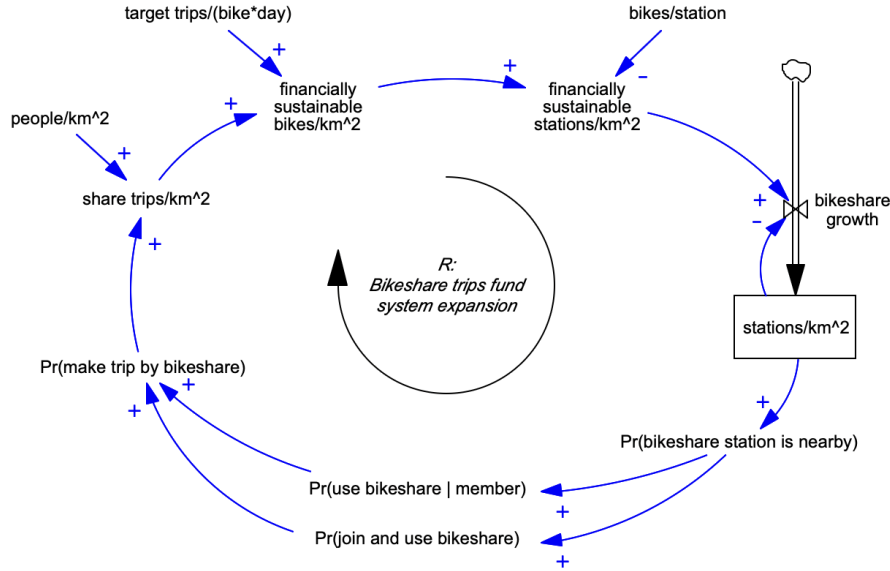 target trips/(bike*day)
bikes/station
+
+
+
–
financially
sustainable
bikes/km^2
financially
sustainable
stations/km^2
+
people/km^2
+
share trips/km^2
+
–
bikeshare
growth
+
R:
Bikeshare trips fund
system expansion
stations/km^2
Pr(make trip by bikeshare)
+
+
+
Pr(bikeshare station is nearby)
Pr(use bikeshare | member)
+
Pr(join and use bikeshare)
+